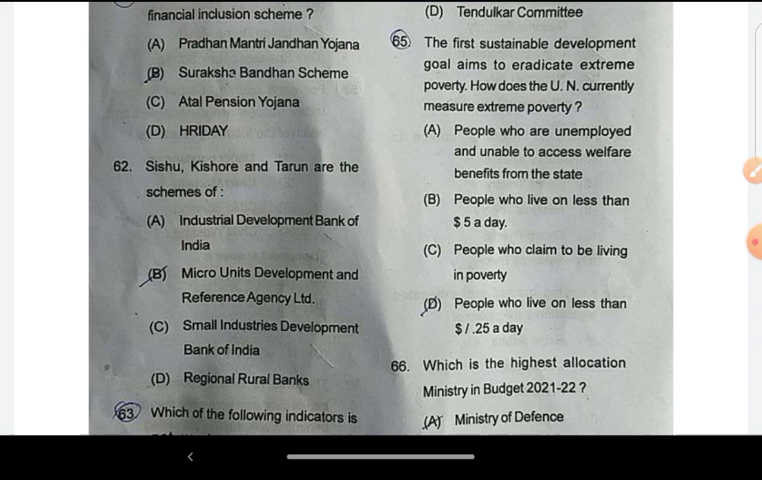 financial inclusion scheme ?
(A) Pradhan Mantri Jandhan Yojana
(B) Suraksha Bandhan Scheme
(C) Atal Pension Yojana
(D) HRIDAY
62. Sishu, Kishore and Tarun are the
schemes of :
(A) Industrial Development Bank of
India
(B) Micro Units Development and
Reference Agency Ltd.
(C) Small Industries Development
Bank of India
(D) Regional Rural Banks
63. Which of the following indicators is
(D) Tendulkar Committee
65. The first sustainable development
goal aims to eradicate extreme
poverty. How does the U. N. currently
measure extreme poverty ?
(A) People who are unemployed
and unable to access welfare
benefits from the state
(B) People who live on less than
$ 5 a day.
(C) People who claim to be living
in poverty
(D) People who live on less than
$ / .25 a day
66. Which is the highest allocation
Ministry in Budget 2021-22 ?
(A) Ministry of Defence